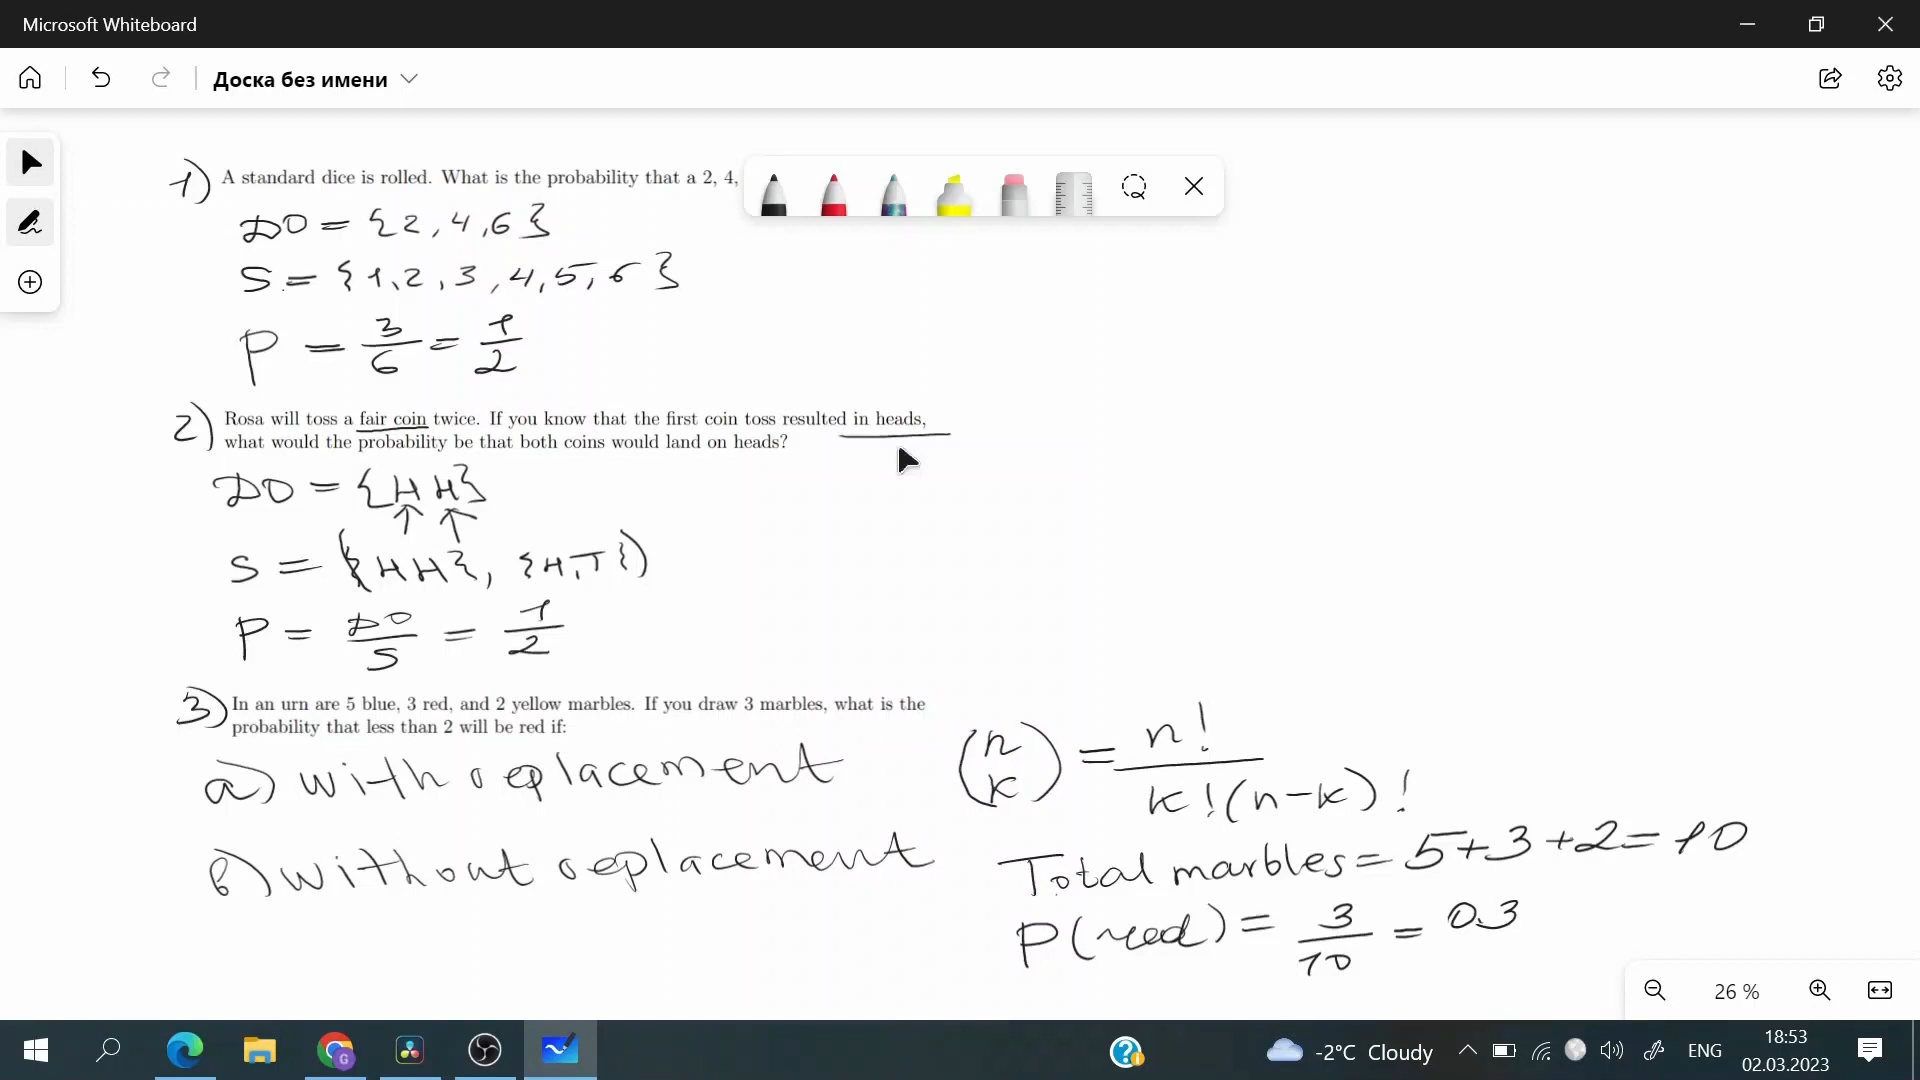 Microsoft Whiteboard
Доска без имени
1) A standard dice is rolled. What is the probability that a 2, 4,
DO = {2, 4, 6}
S = {1, 2, 3, 4, 5, 6}
P = 3/6 = 1/2
2) Rosa will toss a fair coin twice. If you know that the first coin toss resulted in heads,
what would the probability be that both coins would land on heads?
DO = {H H}
S = ({HH}, {H,T})
P = DO/S = 1/2
3) In an urn are 5 blue, 3 red, and 2 yellow marbles. If you draw 3 marbles, what is the
probability that less than 2 will be red if:
a) with replacement
b) without replacement
(n k) = n! / k!(n-k)!
Total marbles = 5+3+2=10
P(red) = 3/10 = 0.3
26 %
-2°C Cloudy
ENG
18:53
02.03.2023